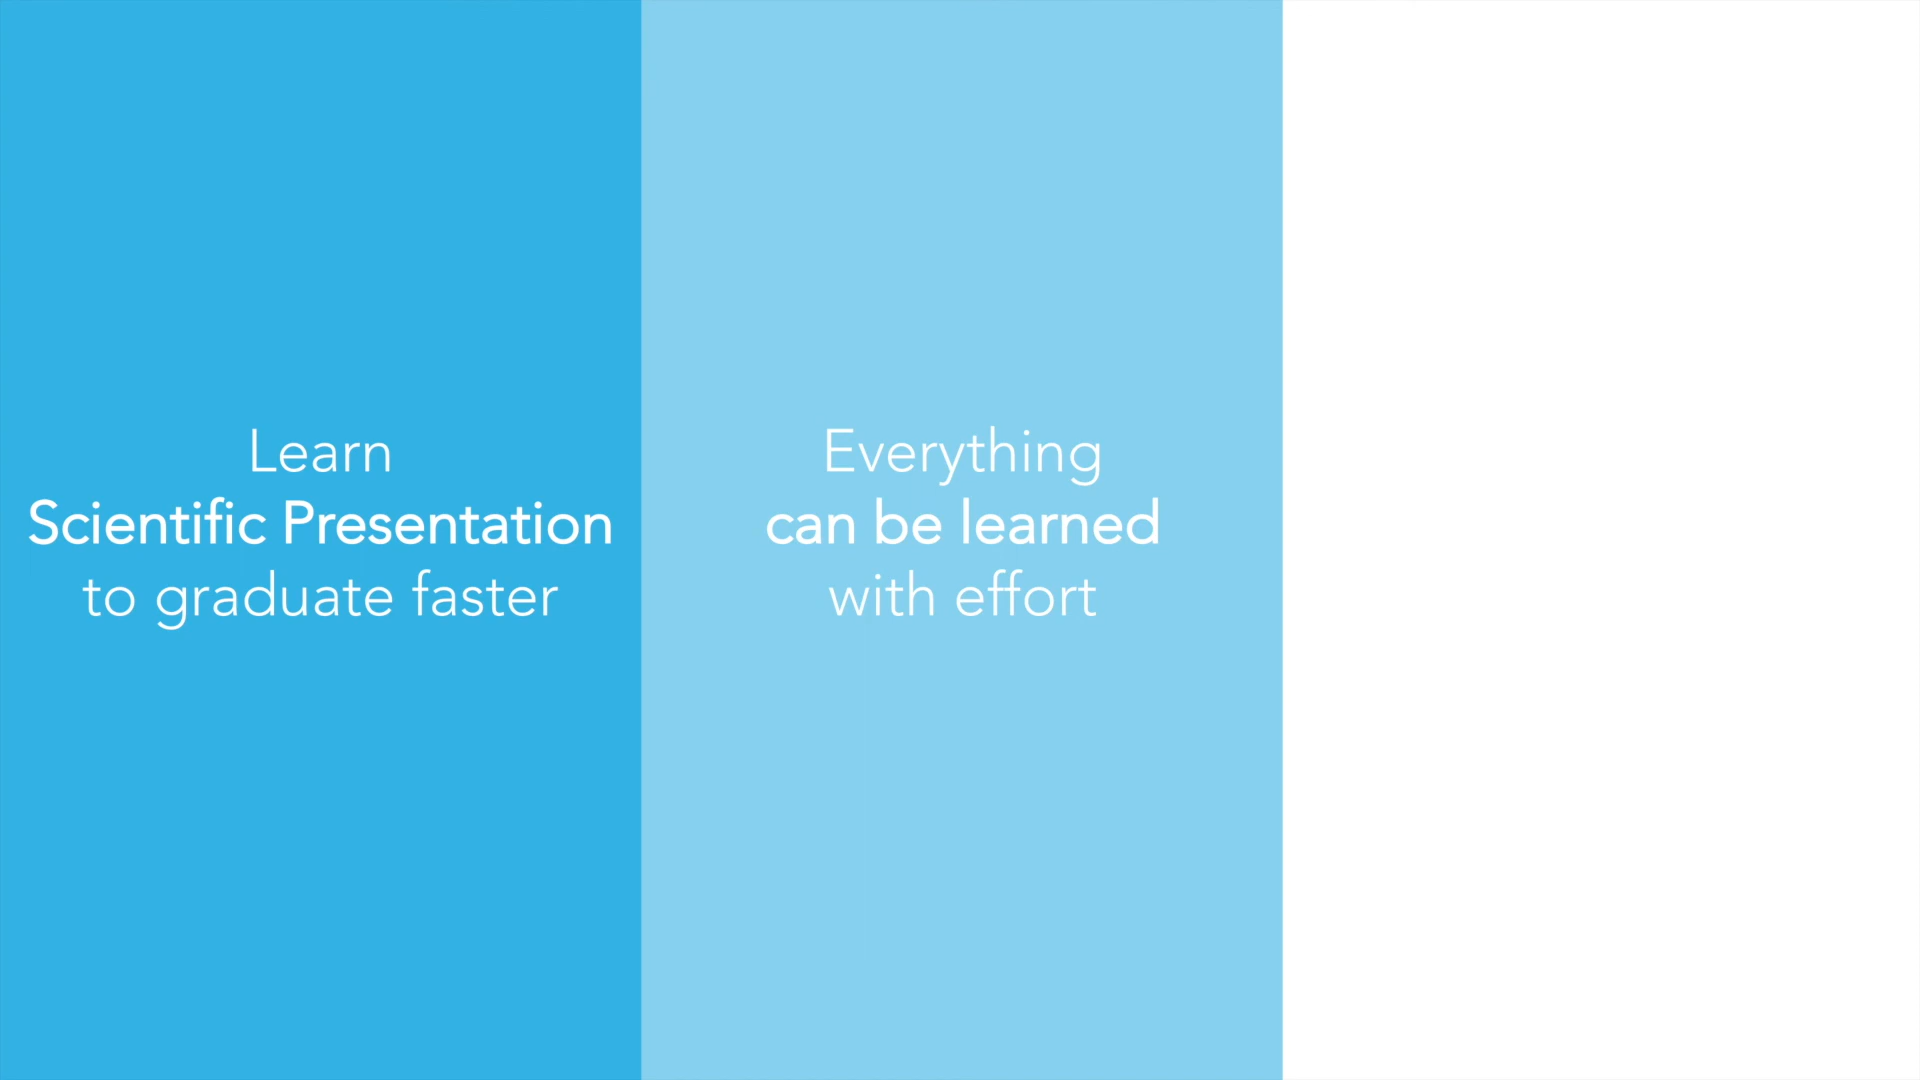 Learn
Scientific Presentation
to graduate faster
Everything
can be learned
with effort